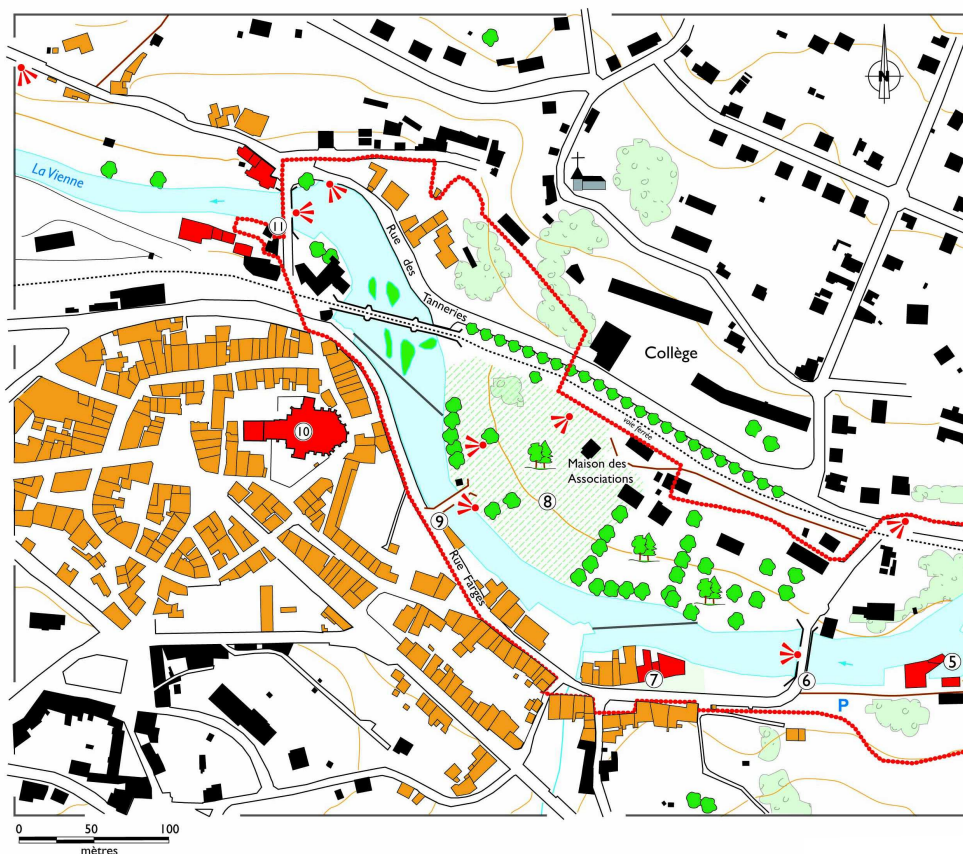 N
La Vienne
11
Rue des
Tanneries
Collège
10
voie ferrée
Maison des
Associations
8
9
Rue Farges
7
6
5
P
0 50 100
mètres